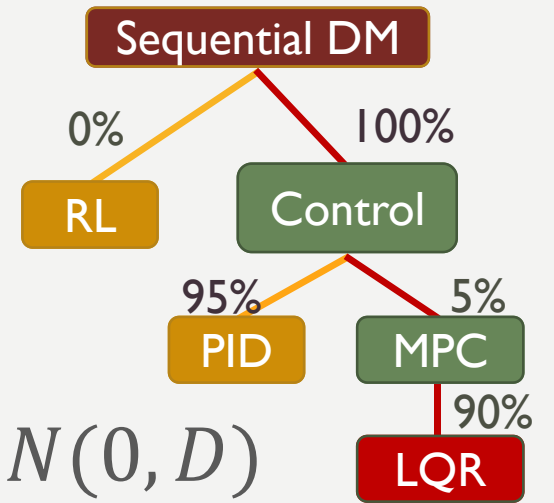 Sequential DM
0% 100%
RL Control
95% 5%
PID MPC
90%
N(0, D) LQR